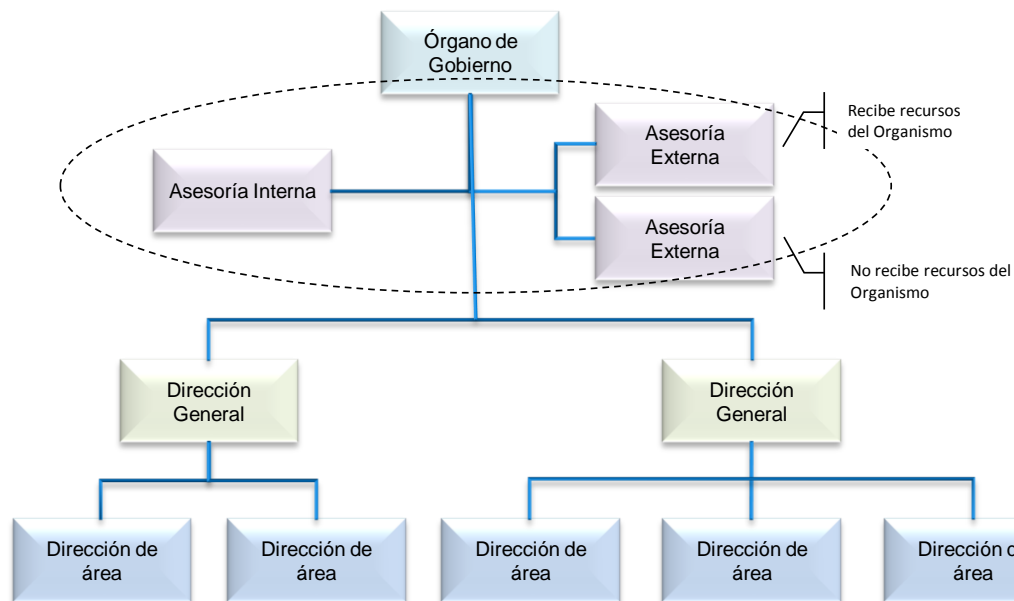 Órgano de
Gobierno
Asesoría
Externa
Recibe recursos
del Organismo
Asesoría Interna
Asesoría
Externa
No recibe recursos del
Organismo
Dirección
General
Dirección
General
Dirección de
área
Dirección de
área
Dirección de
área
Dirección de
área
Dirección d
área